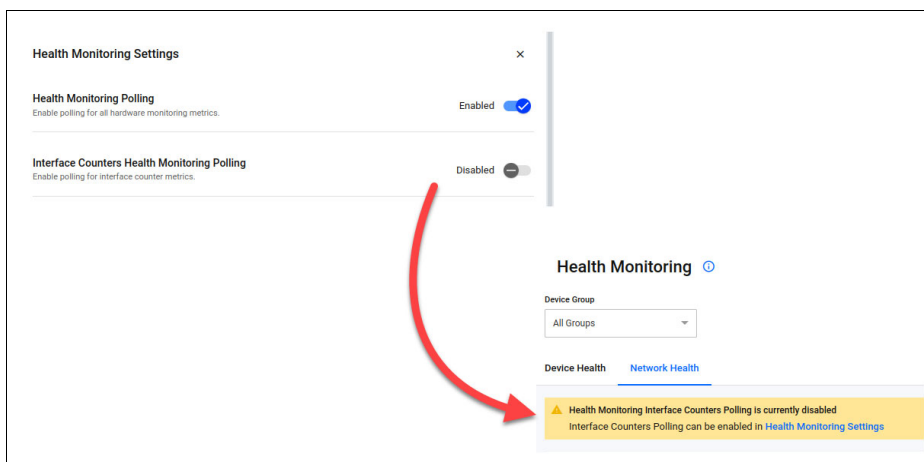 Health Monitoring Settings
Health Monitoring Polling
Enable polling for all hardware monitoring metrics.
Enabled
Interface Counters Health Monitoring Polling
Enable polling for interface counter metrics.
Disabled
Health Monitoring
Device Group
All Groups
Device Health Network Health
Health Monitoring Interface Counters Polling is currently disabled
Interface Counters Polling can be enabled in Health Monitoring Settings